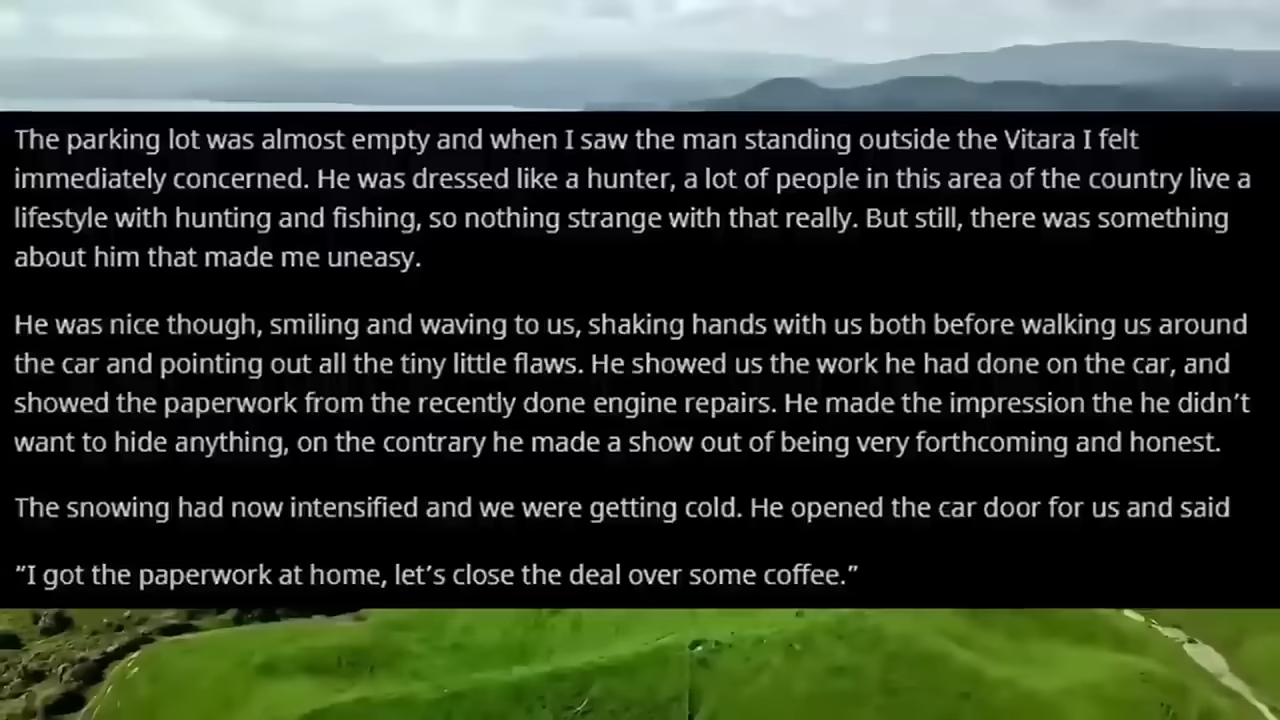 The parking lot was almost empty and when I saw the man standing outside the Vitara I felt
immediately concerned. He was dressed like a hunter, a lot of people in this area of the country live a
lifestyle with hunting and fishing, so nothing strange with that really. But still, there was something
about him that made me uneasy.
He was nice though, smiling and waving to us, shaking hands with us both before walking us around
the car and pointing out all the tiny little flaws. He showed us the work he had done on the car, and
showed the paperwork from the recently done engine repairs. He made the impression the he didn’t
want to hide anything, on the contrary he made a show out of being very forthcoming and honest.
The snowing had now intensified and we were getting cold. He opened the car door for us and said
“I got the paperwork at home, let’s close the deal over some coffee.”